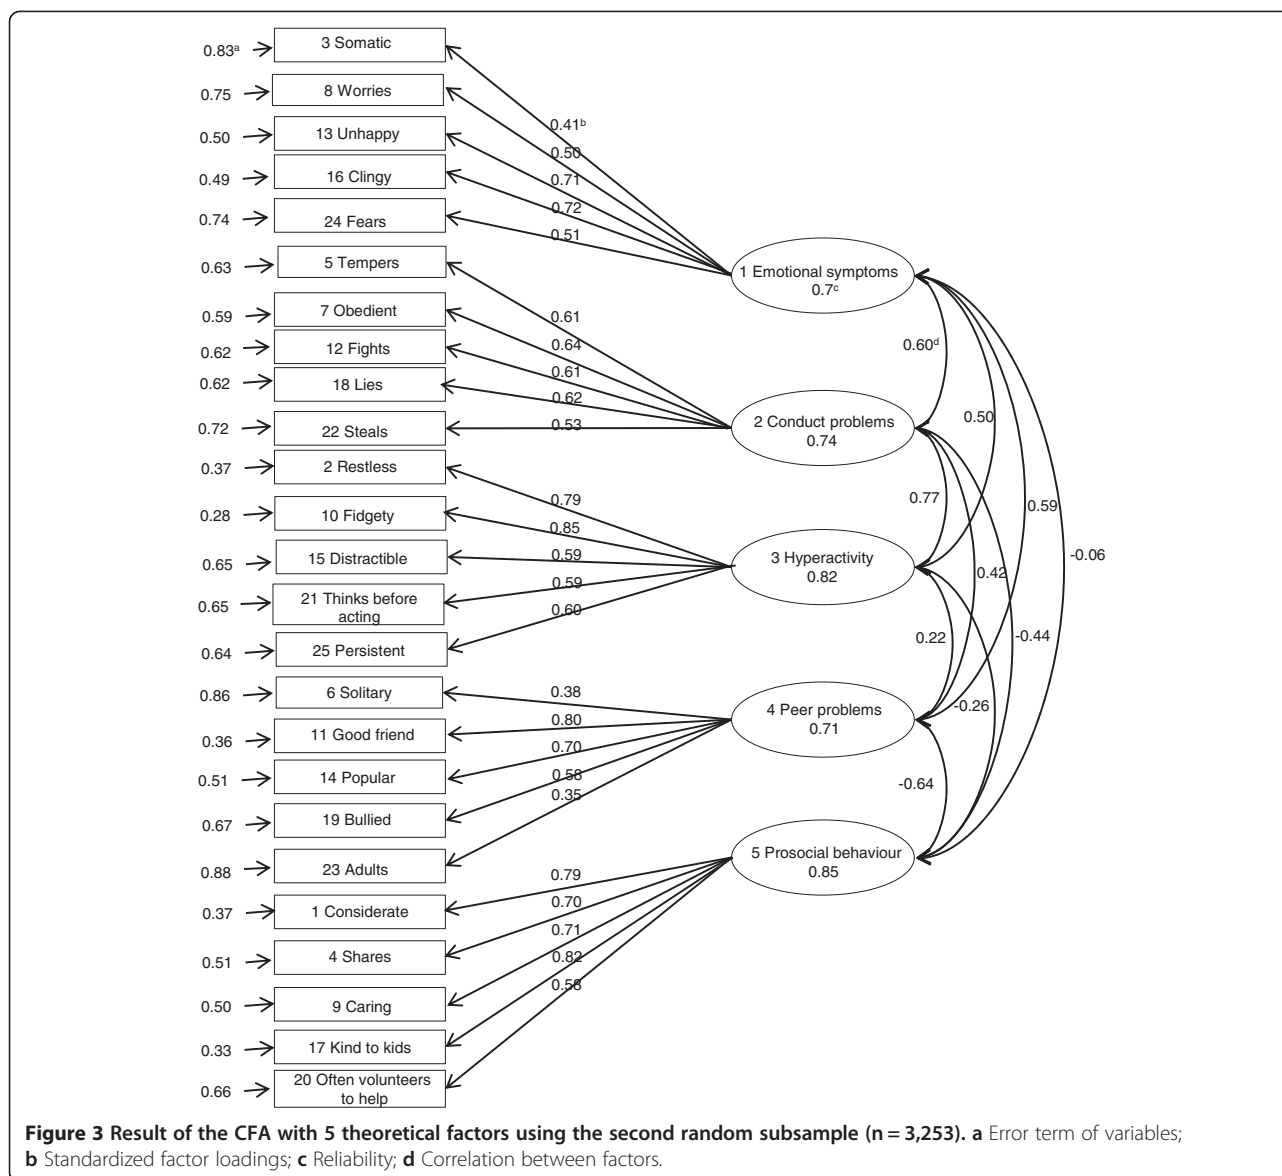 0.83a
3 Somatic
0.75
8 Worries
0.50
13 Unhappy
0.49
16 Clingy
0.74
24 Fears
0.63
5 Tempers
0.59
7 Obedient
0.62
12 Fights
0.62
18 Lies
0.72
22 Steals
0.37
2 Restless
0.28
10 Fidgety
0.65
15 Distractible
0.65
21 Thinks before
acting
0.64
25 Persistent
0.86
6 Solitary
0.36
11 Good friend
0.51
14 Popular
0.67
19 Bullied
0.88
23 Adults
0.37
1 Considerate
0.51
4 Shares
0.50
9 Caring
0.33
17 Kind to kids
0.66
20 Often volunteers
to help
0.41b
0.50
0.71
0.72
0.51
0.61
0.64
0.61
0.62
0.53
0.79
0.85
0.59
0.59
0.60
0.38
0.80
0.70
0.58
0.35
0.79
0.70
0.71
0.82
0.58
1 Emotional symptoms
0.7c
2 Conduct problems
0.74
3 Hyperactivity
0.82
4 Peer problems
0.71
5 Prosocial behaviour
0.85
0.60d
0.50
0.77
0.59
-0.06
0.42
0.22
-0.44
-0.26
-0.64
Figure 3 Result of the CFA with 5 theoretical factors using the second random subsample (n = 3,253). a Error term of variables;
b Standardized factor loadings; c Reliability; d Correlation between factors.